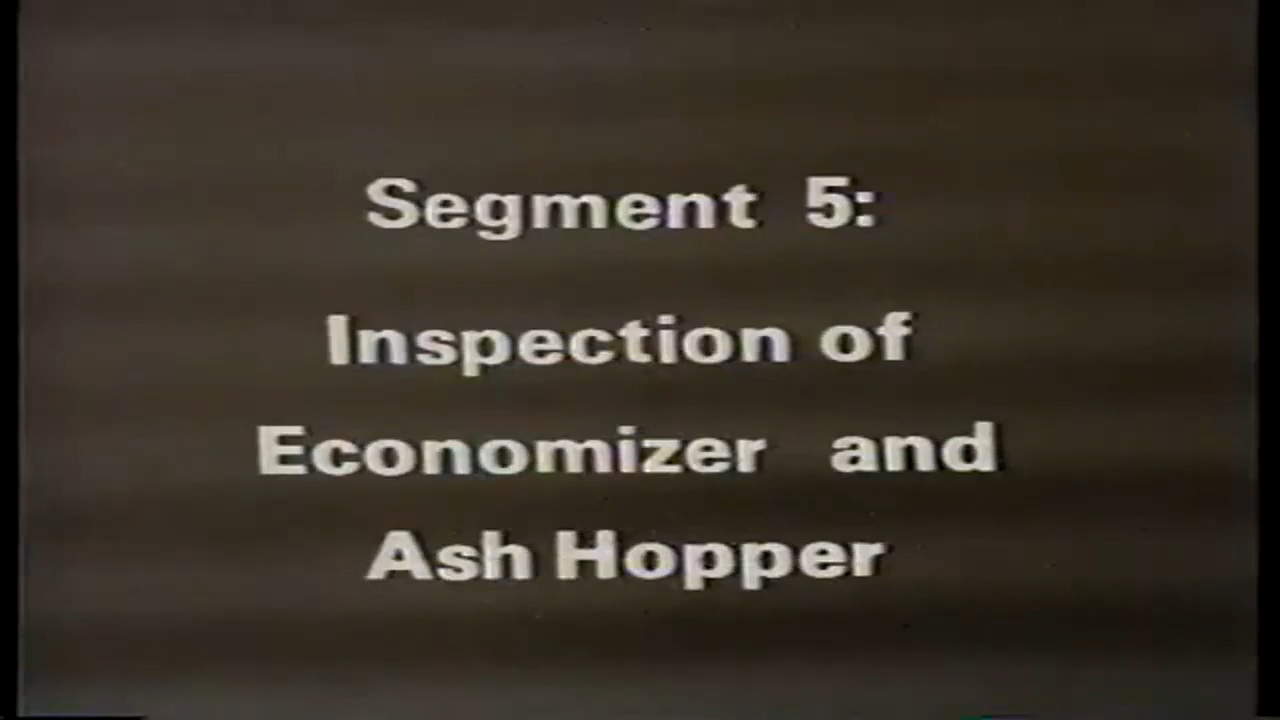 Segment 5:
Inspection of
Economizer and
Ash Hopper